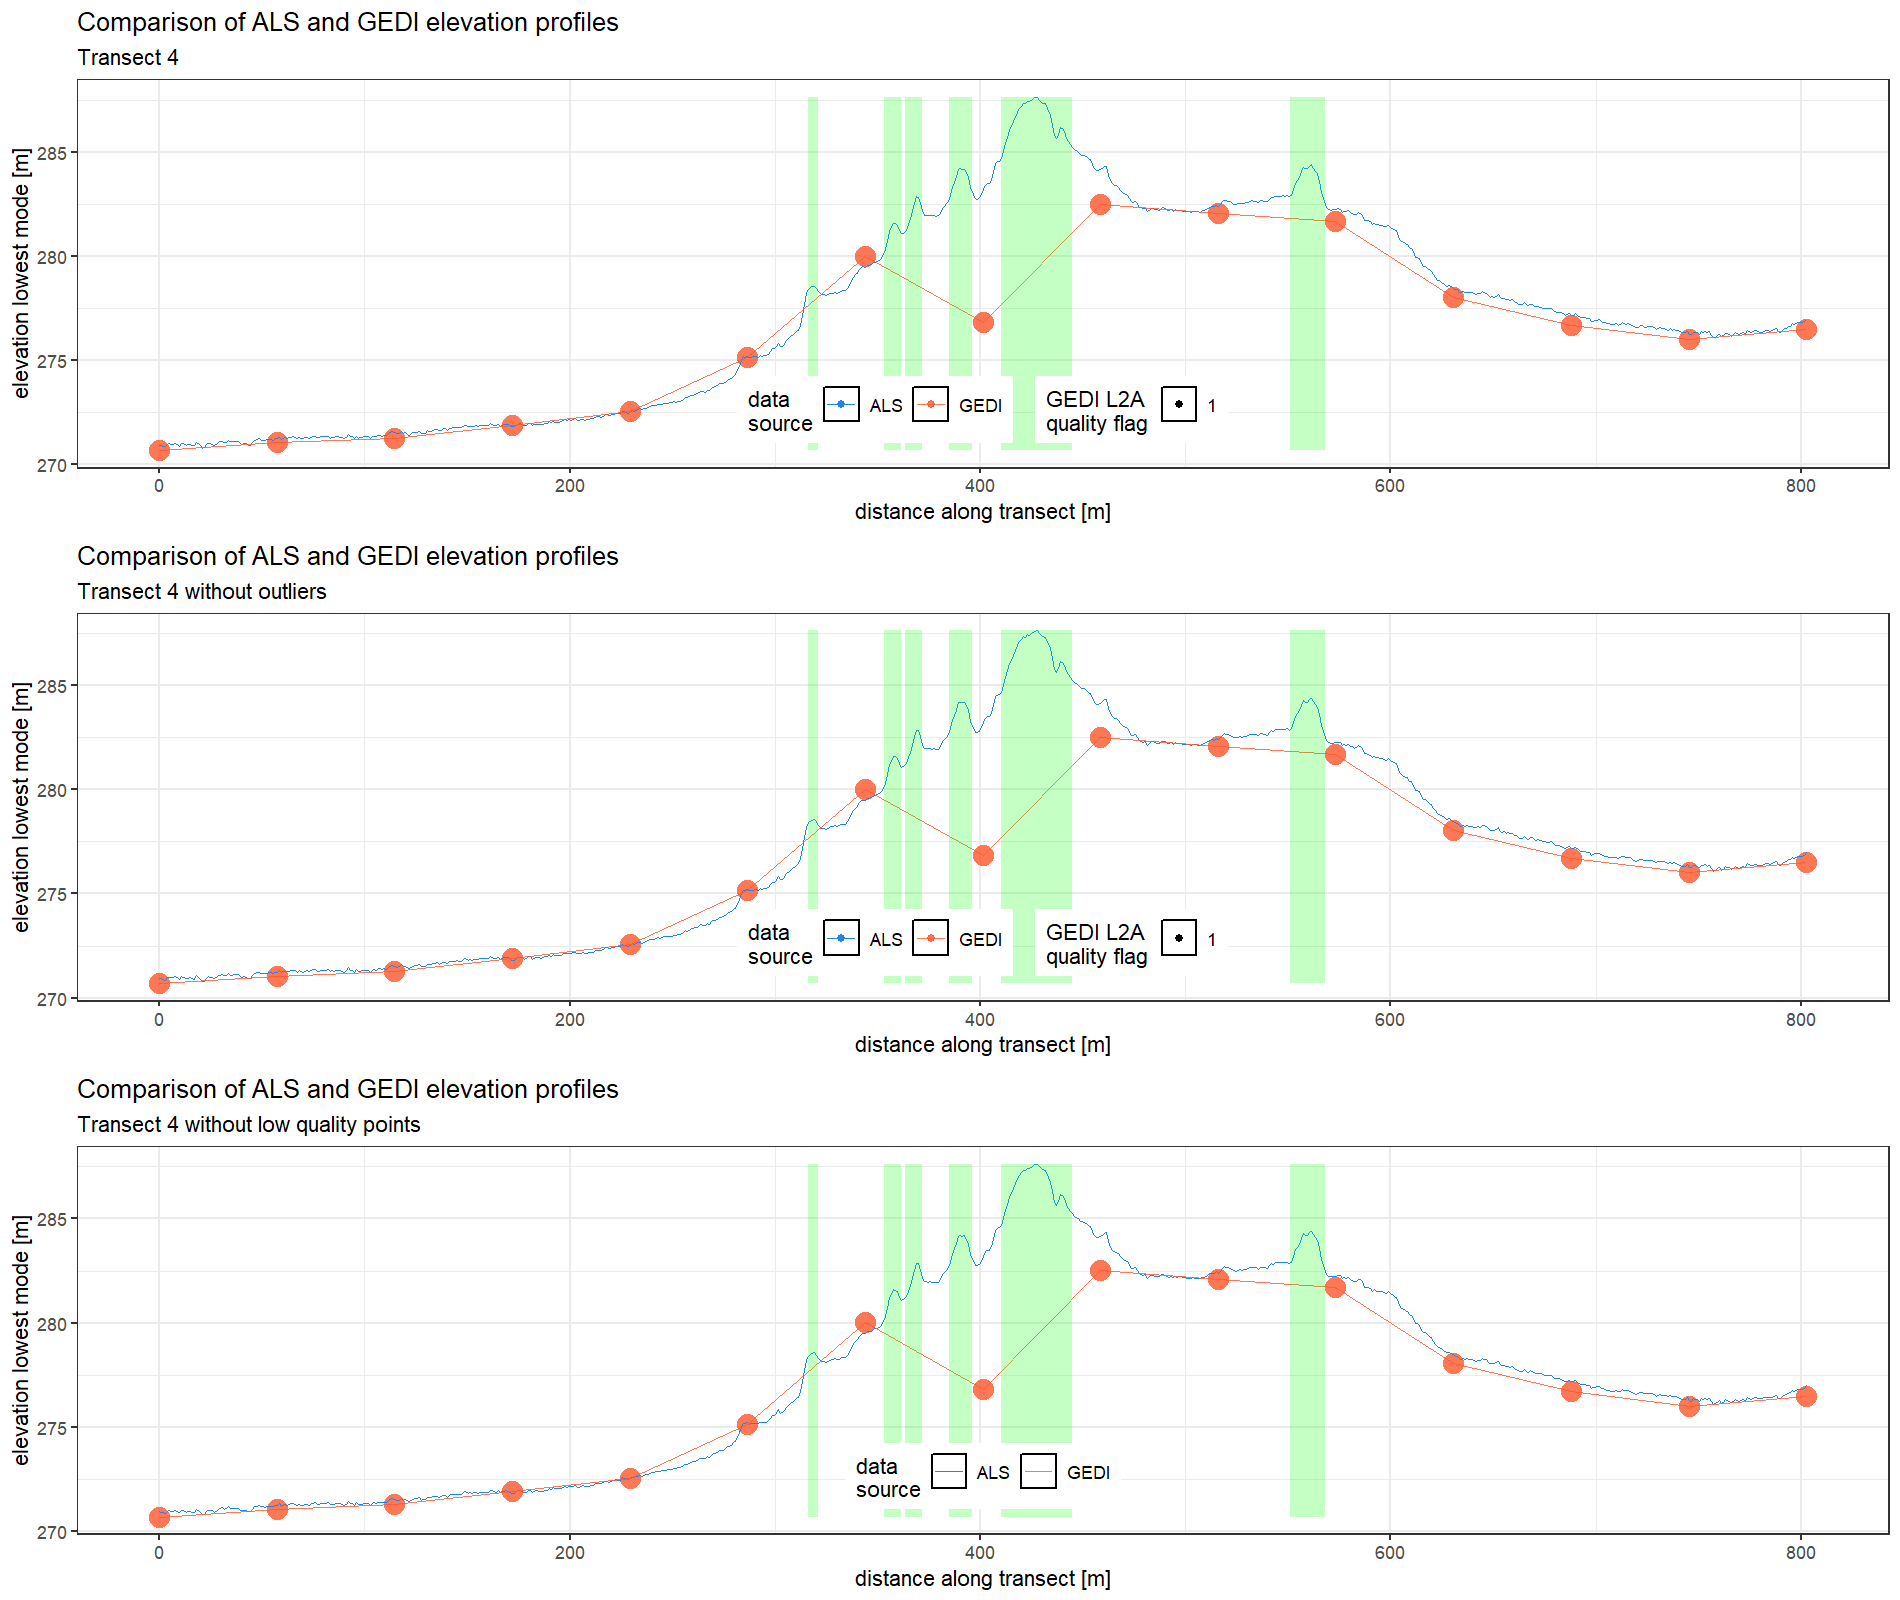 Comparison of ALS and GEDI elevation profiles
Transect 4
elevation lowest mode [m]
285
280
275
270
data source
ALS
GEDI
GEDI L2A quality flag
1
0
200
400
600
800
distance along transect [m]
Comparison of ALS and GEDI elevation profiles
Transect 4 without outliers
elevation lowest mode [m]
285
280
275
270
data source
ALS
GEDI
GEDI L2A quality flag
1
0
200
400
600
800
distance along transect [m]
Comparison of ALS and GEDI elevation profiles
Transect 4 without low quality points
elevation lowest mode [m]
285
280
275
270
data source
ALS
GEDI
0
200
400
600
800
distance along transect [m]